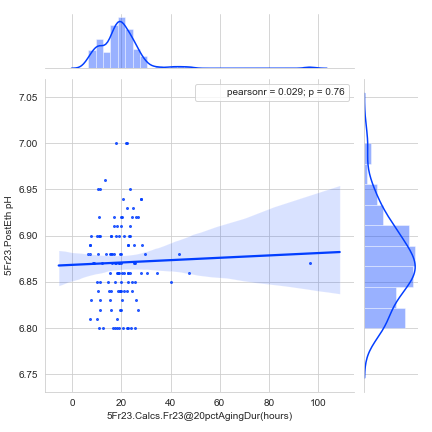 pearsonr = 0.029; p = 0.76
7.05
7.00
6.95
6.90
6.85
6.80
6.75
5Fr23.PostEth pH
0 20 40 60 80 100
5Fr23.Calcs.Fr23@20pctAgingDur(hours)